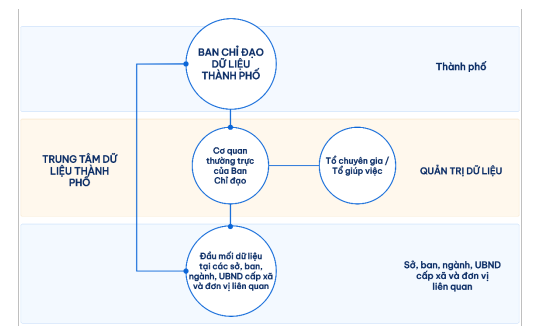 BAN CHỈ ĐẠO
DỮ LIỆU
THÀNH PHỐ
Thành phố
TRUNG TÂM DỮ
LIỆU THÀNH
PHỐ
Cơ quan
thường trực
của Ban
Chỉ đạo
Tổ chuyên gia /
Tổ giúp việc
QUẢN TRỊ DỮ LIỆU
Đầu mối dữ liệu
tại các sở, ban,
ngành, UBND cấp xã
và đơn vị liên quan
Sở, ban, ngành, UBND
cấp xã và đơn vị
liên quan